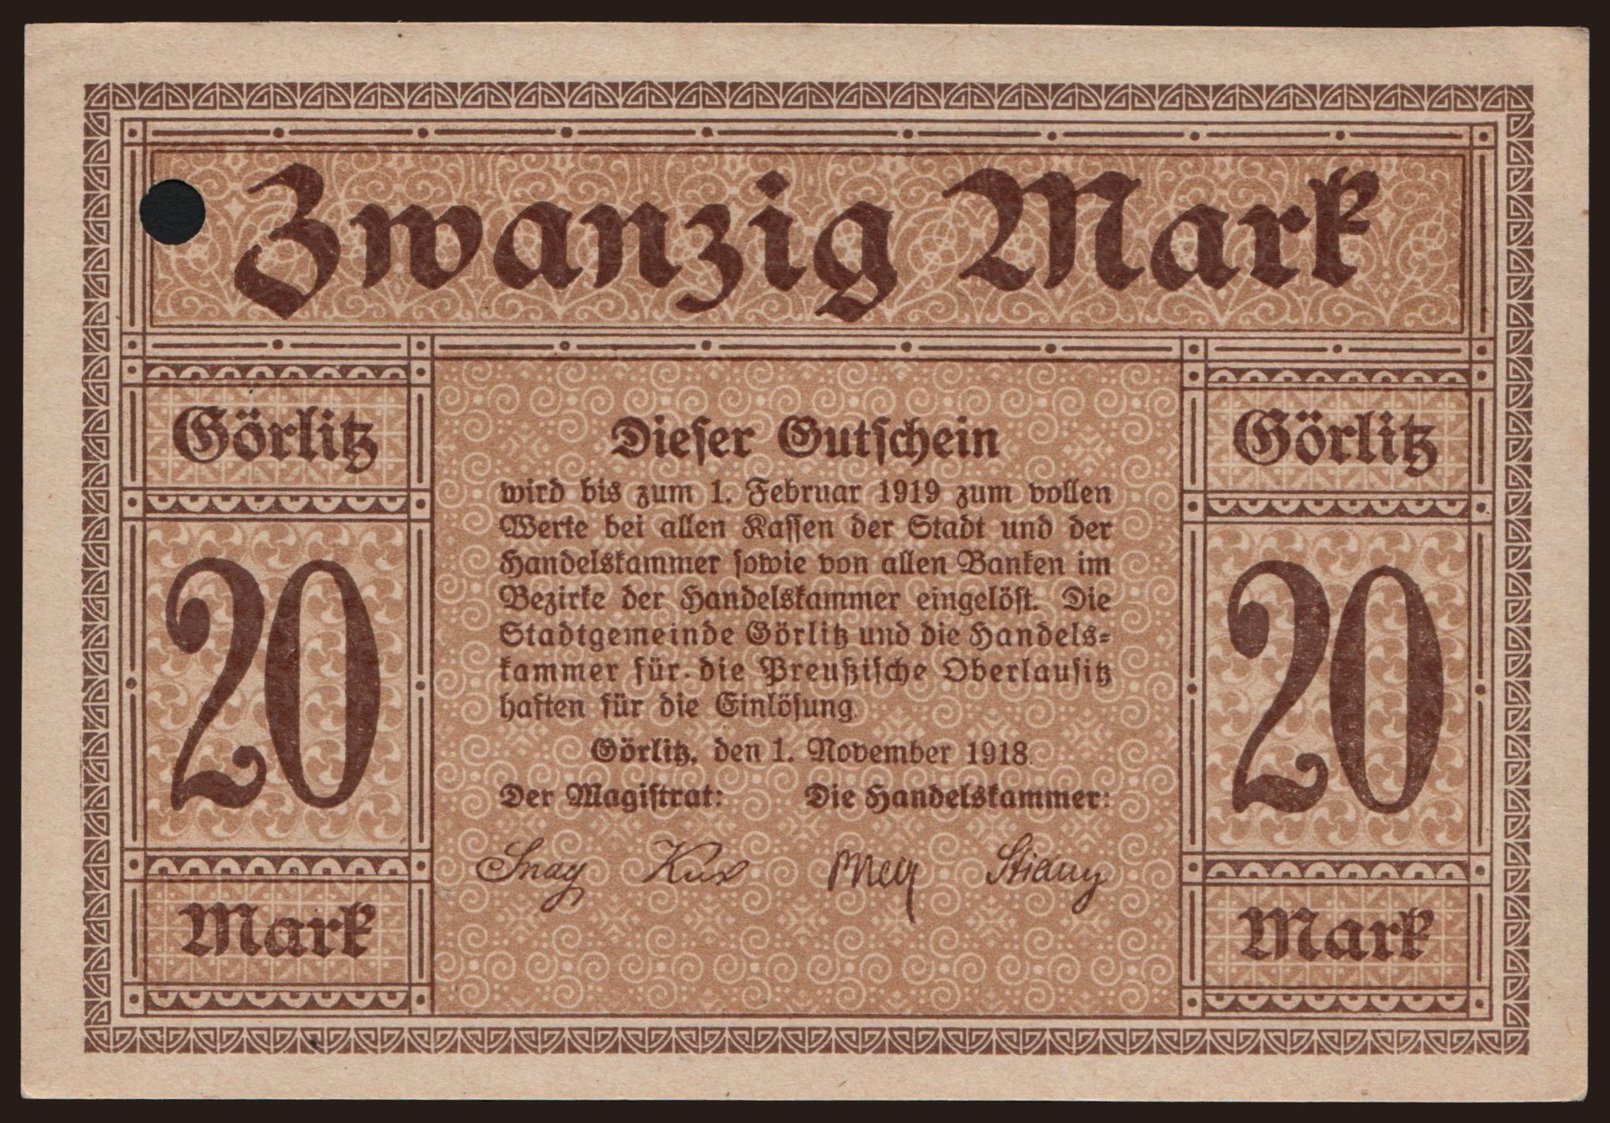 Zwanzig Mark
Görlitz
20
Mark
Dieser Gutschein
wird bis zum 1. Februar 1919 zum vollen
Werte bei allen Kassen der Stadt und der
Handelskammer sowie von allen Banken im
Bezirke der Handelskammer eingelöst. Die
Stadtgemeinde Görlitz und die Handels=
kammer für die Preußische Oberlausitz
haften für die Einlösung
Görlitz, den 1. November 1918.
Der Magistrat: Die Handelskammer:
Snay Kux
Görlitz
20
Mark